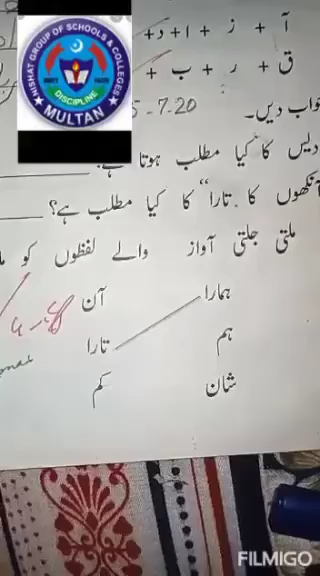 آ + ز + ا + د +
ق + ر + ب +
NISHAT GROUP OF SCHOOLS & COLLEGES
DISCIPLINE
MULTAN
5-7.20
واب دیں۔
دیس کا کیا مطلب ہوتا ہے؟
آنکھوں کا تارا" کا کیا مطلب ہے؟
ملتی جلتی آواز والے لفظوں کو
ہمارا آن
ہم تارا
شان کم
FILMIGO